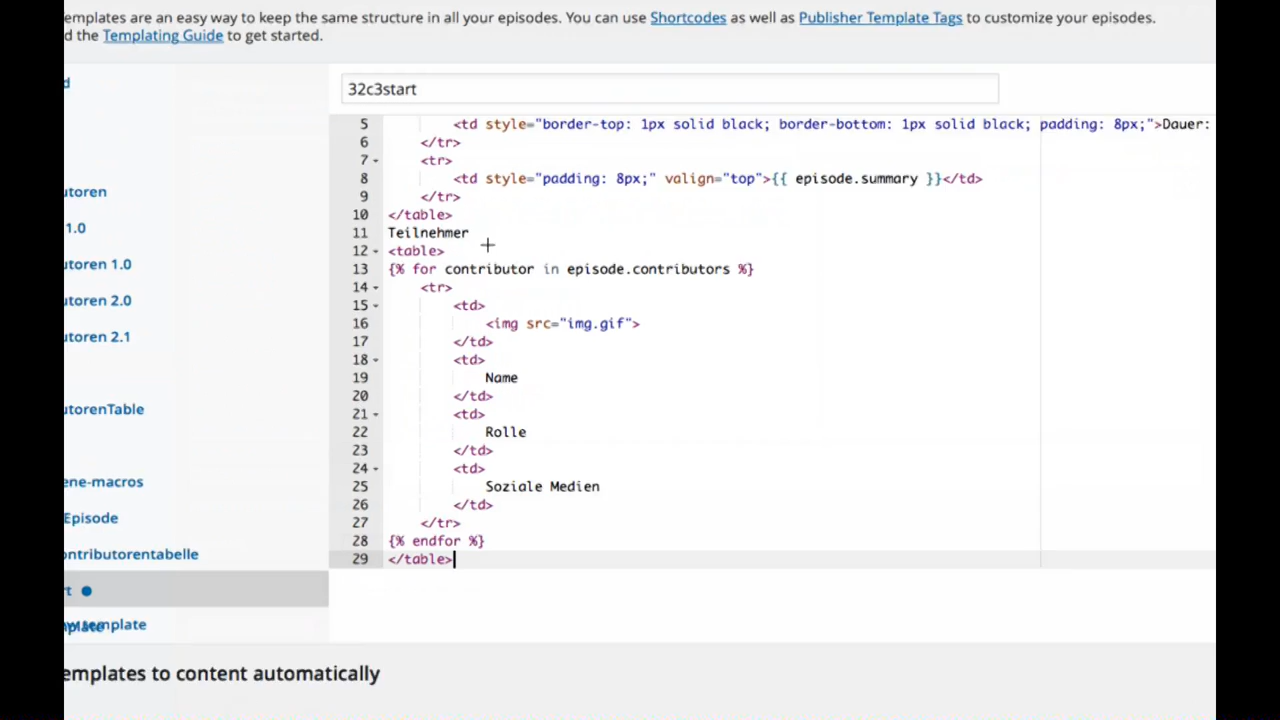 emplates are an easy way to keep the same structure in all your episodes. You can use Shortcodes as well as Publisher Template Tags to customize your episodes.
d the Templating Guide to get started.
d
utoren
1.0
utoren 1.0
utoren 2.0
utoren 2.1
utorenTable
ene-macros
Episode
ontributorentabelle
rt
template
32c3start
5 <td style="border-top: 1px solid black; border-bottom: 1px solid black; padding: 8px;">Dauer:
6 </tr>
7 <tr>
8 <td style="padding: 8px;" valign="top">{{ episode.summary }}</td>
9 </tr>
10 </table>
11 Teilnehmer
12 <table>
13 {% for contributor in episode.contributors %}
14 <tr>
15 <td>
16 <img src="img.gif">
17 </td>
18 <td>
19 Name
20 </td>
21 <td>
22 Rolle
23 </td>
24 <td>
25 Soziale Medien
26 </td>
27 </tr>
28 {% endfor %}
29 </table>
emplates to content automatically